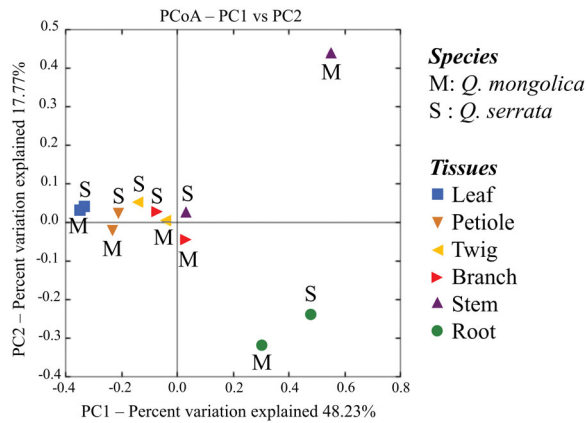 PCoA – PC1 vs PC2
0.5
0.4
0.3
0.2
0.1
0.0
-0.1
-0.2
-0.3
-0.4
-0.4
-0.2
0.0
0.2
0.4
0.6
0.8
PC2 – Percent variation explained 17.77%
PC1 – Percent variation explained 48.23%
M
S
S
S
S
S
M
M
M
M
S
M
Species
M: Q. mongolica
S : Q. serrata
Tissues
Leaf
Petiole
Twig
Branch
Stem
Root